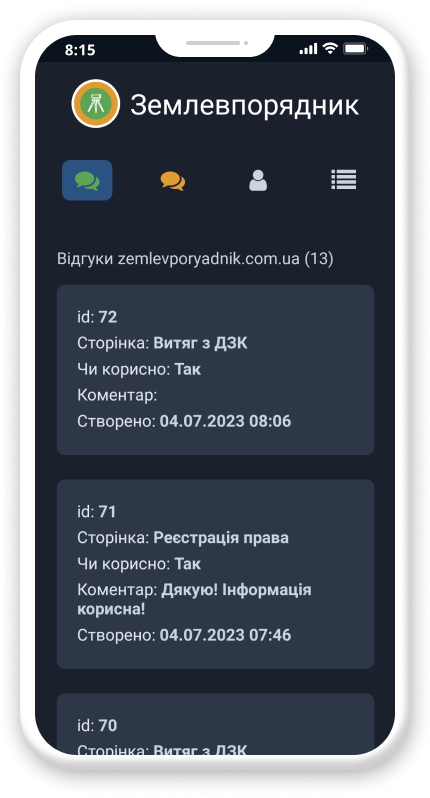 8:15
Землевпорядник
Відгуки zemlevporyadnik.com.ua (13)
id: 72
Сторінка: Витяг з ДЗК
Чи корисно: Так
Коментар:
Створено: 04.07.2023 08:06
id: 71
Сторінка: Реєстрація права
Чи корисно: Так
Коментар: Дякую! Інформація
корисна!
Створено: 04.07.2023 07:46
id: 70
Сторінка: Витяг з ДЗК